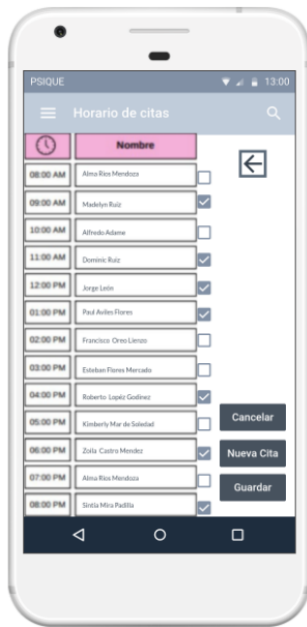 PSIQUE 13:00
Horario de citas
Nombre
08:00 AM Alma Rios Mendoza
09:00 AM Madelyn Ruiz
10:00 AM Alfredo Adame
11:00 AM Dominic Ruiz
12:00 PM Jorge León
01:00 PM Paul Aviles Flores
02:00 PM Francisco Oreo Lienzo
03:00 PM Esteban Flores Mercado
04:00 PM Roberto Lopéz Godinez
05:00 PM Kimberly Mar de Soledad
06:00 PM Zoila Castro Mendez
07:00 PM Alma Rios Mendoza
08:00 PM Sintia Mira Padilla
Cancelar
Nueva Cita
Guardar